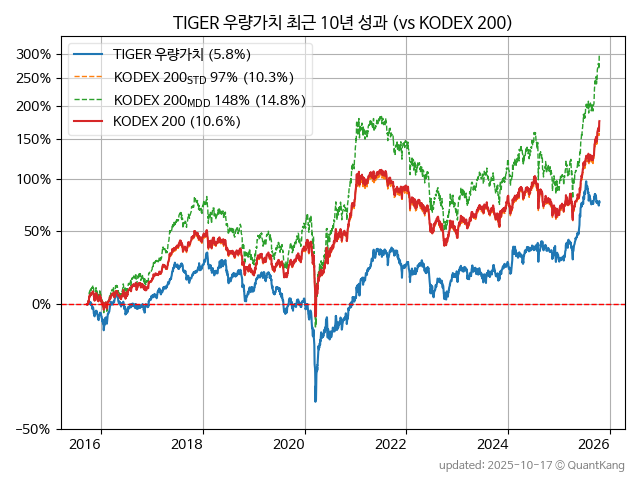 TIGER 우량가치 최근 10년 성과 (vs KODEX 200)
TIGER 우량가치 (5.8%)
KODEX 200STD 97% (10.3%)
KODEX 200MDD 148% (14.8%)
KODEX 200 (10.6%)
300%
250%
200%
150%
100%
50%
0%
−50%
2016 2018 2020 2022 2024 2026
updated: 2025-10-17 © QuantKang